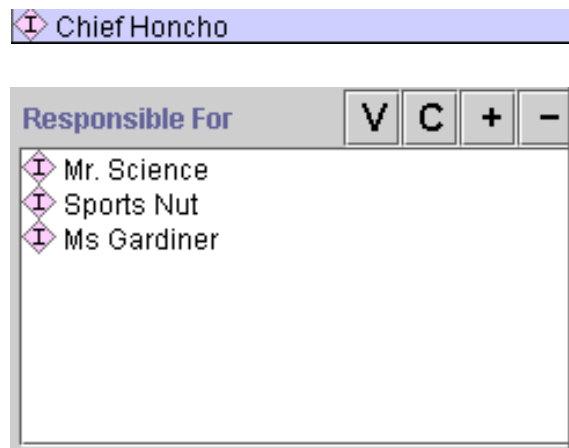 I Chief Honcho
Responsible For V C + −
I Mr. Science
I Sports Nut
I Ms Gardiner